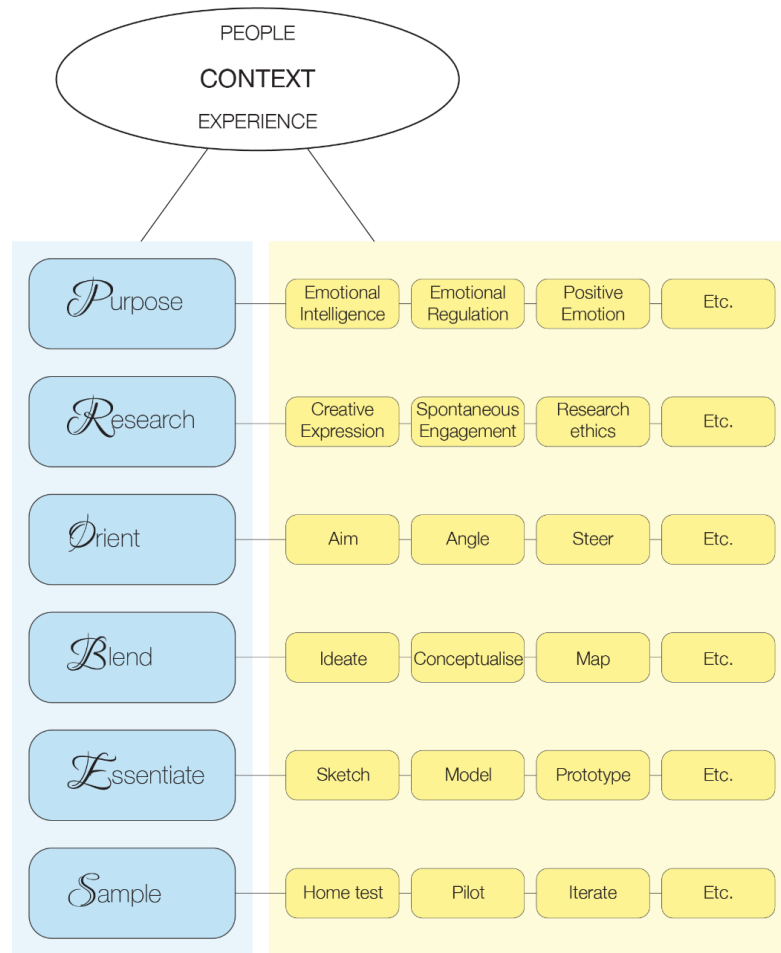 PEOPLE
CONTEXT
EXPERIENCE
Purpose
Emotional
Intelligence
Emotional
Regulation
Positive
Emotion
Etc.
Research
Creative
Expression
Spontaneous
Engagement
Research
ethics
Etc.
Orient
Aim
Angle
Steer
Etc.
Blend
Ideate
Conceptualise
Map
Etc.
Essentiate
Sketch
Model
Prototype
Etc.
Sample
Home test
Pilot
Iterate
Etc.